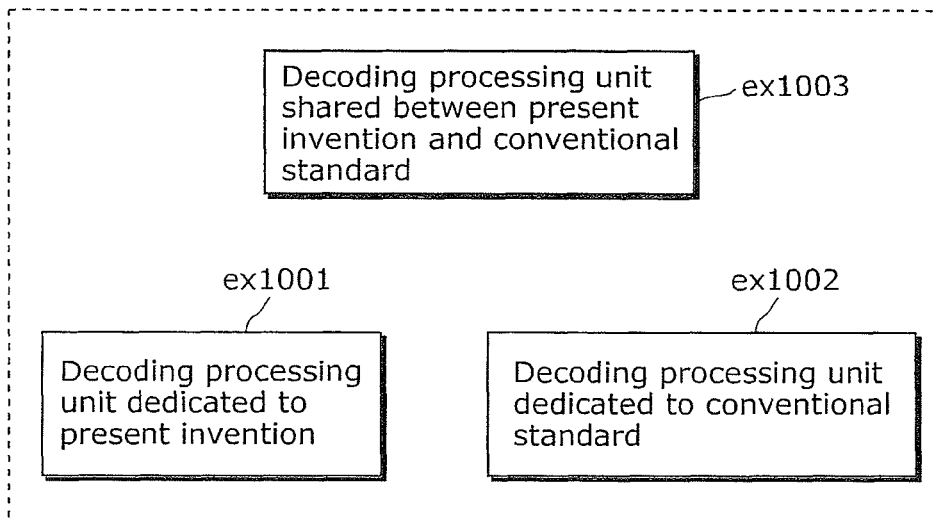 Decoding processing unit
shared between present
invention and conventional
standard
ex1003
ex1001
Decoding processing
unit dedicated to
present invention
ex1002
Decoding processing unit
dedicated to conventional
standard